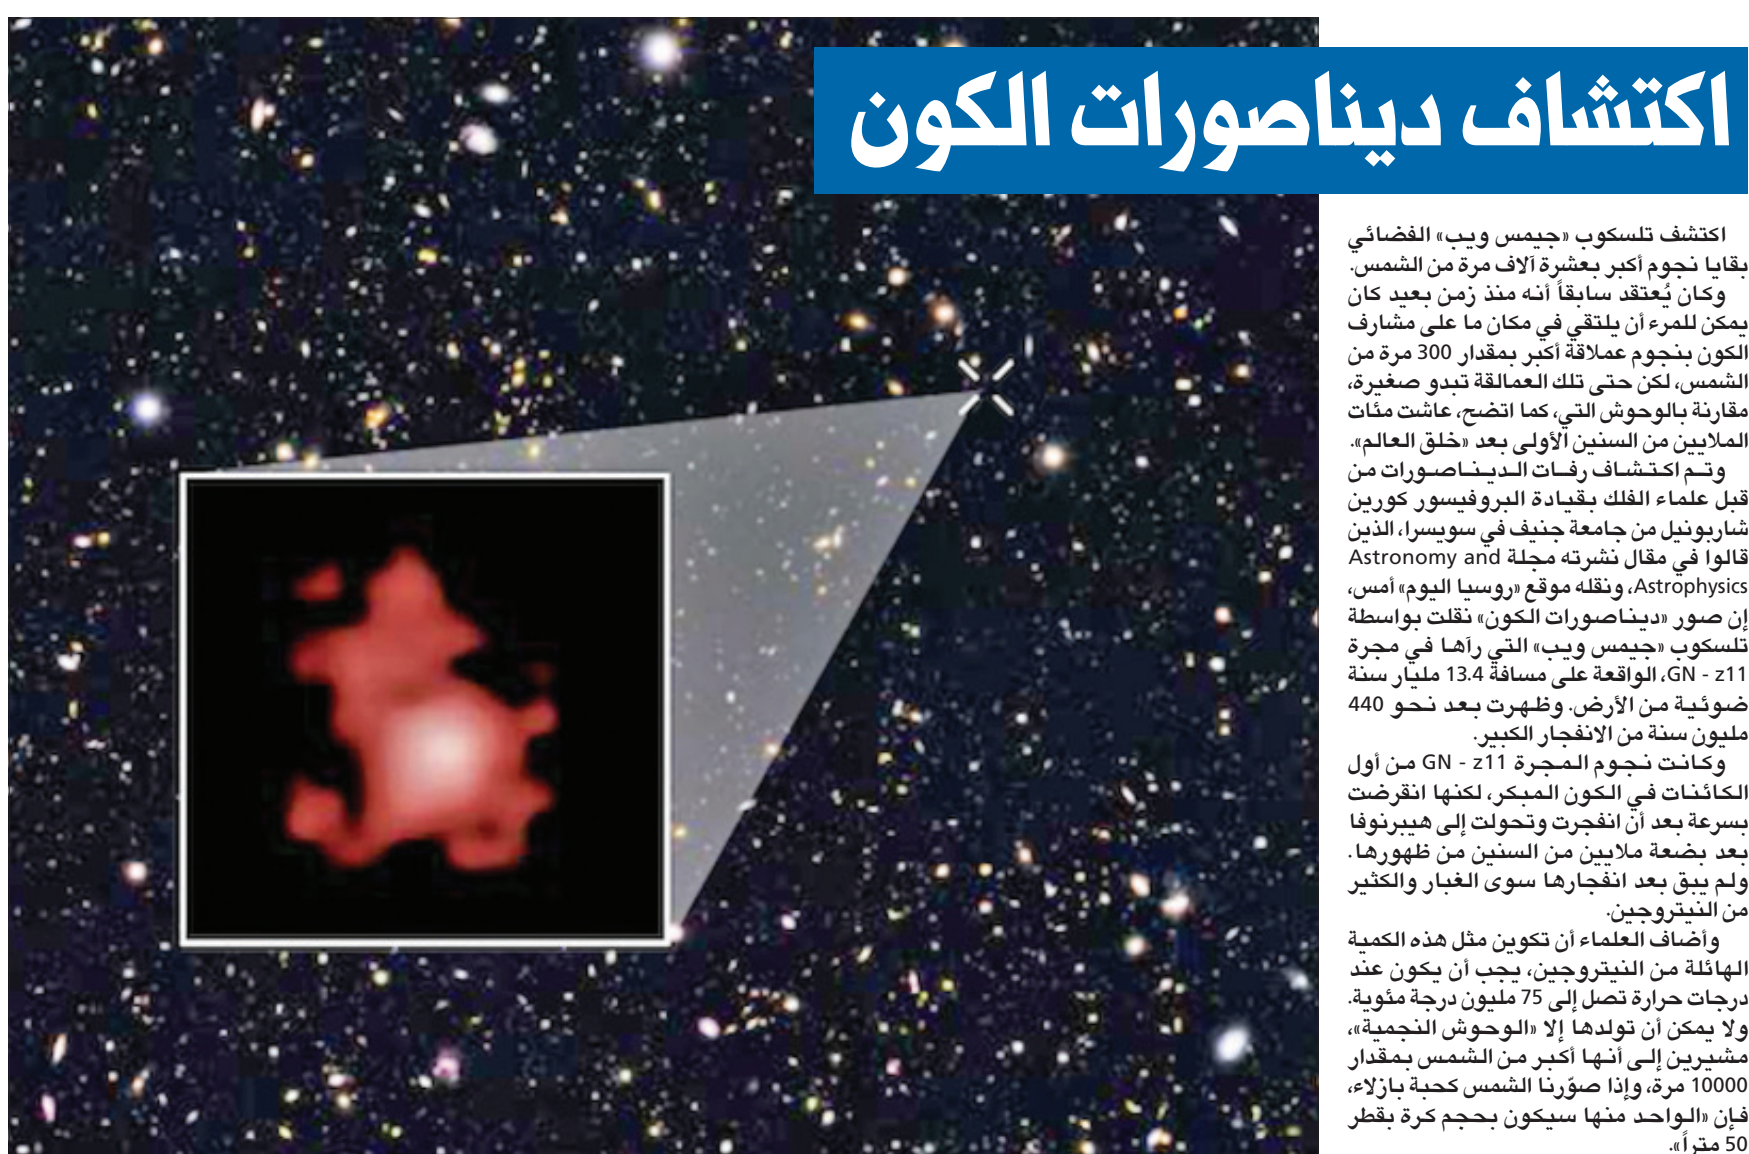 اكتشاف ديناصورات الكون
اكتشف تلسكوب «جيمس ويب» الفضائي
بقايا نجوم أكبر بعشرة آلاف مرة من الشمس.
وكان يُعتقد سابقاً أنه منذ زمن بعيد كان
يمكن للمرء أن يلتقي في مكان ما على مشارف
الكون بنجوم عملاقة أكبر بمقدار 300 مرة من
الشمس، لكن حتى تلك العمالقة تبدو صغيرة،
مقارنة بالوحوش التي، كما اتضح، عاشت مئات
الملايين من السنين الأولى بعد «خلق العالم».
وتم اكتشاف رفات الديناصورات من
قبل علماء الفلك بقيادة البروفيسور كورين
شاربونيل من جامعة جنيف في سويسرا، الذين
قالوا في مقال نشرته مجلة Astronomy and
Astrophysics، ونقله موقع «روسيا اليوم» أمس،
إن صور «ديناصورات الكون» نقلت بواسطة
تلسكوب «جيمس ويب» التي رآها في مجرة
GN - z11، الواقعة على مسافة 13.4 مليار سنة
ضوئية من الأرض. وظهرت بعد نحو 440
مليون سنة من الانفجار الكبير.
وكانت نجوم المجرة GN - z11 من أول
الكائنات في الكون المبكر، لكنها انقرضت
بسرعة بعد أن انفجرت وتحولت إلى هيبرنوفا
بعد بضعة ملايين من السنين من ظهورها.
ولم يبق بعد انفجارها سوى الغبار والكثير
من النيتروجين.
وأضاف العلماء أن تكوين مثل هذه الكمية
الهائلة من النيتروجين، يجب أن يكون عند
درجات حرارة تصل إلى 75 مليون درجة مئوية.
ولا يمكن أن تولدها إلا «الوحوش النجمية»،
مشيرين إلى أنها أكبر من الشمس بمقدار
10000 مرة، وإذا صوّرنا الشمس كحبة بازلاء،
فإن «الواحد منها سيكون بحجم كرة بقطر
50 متراً».